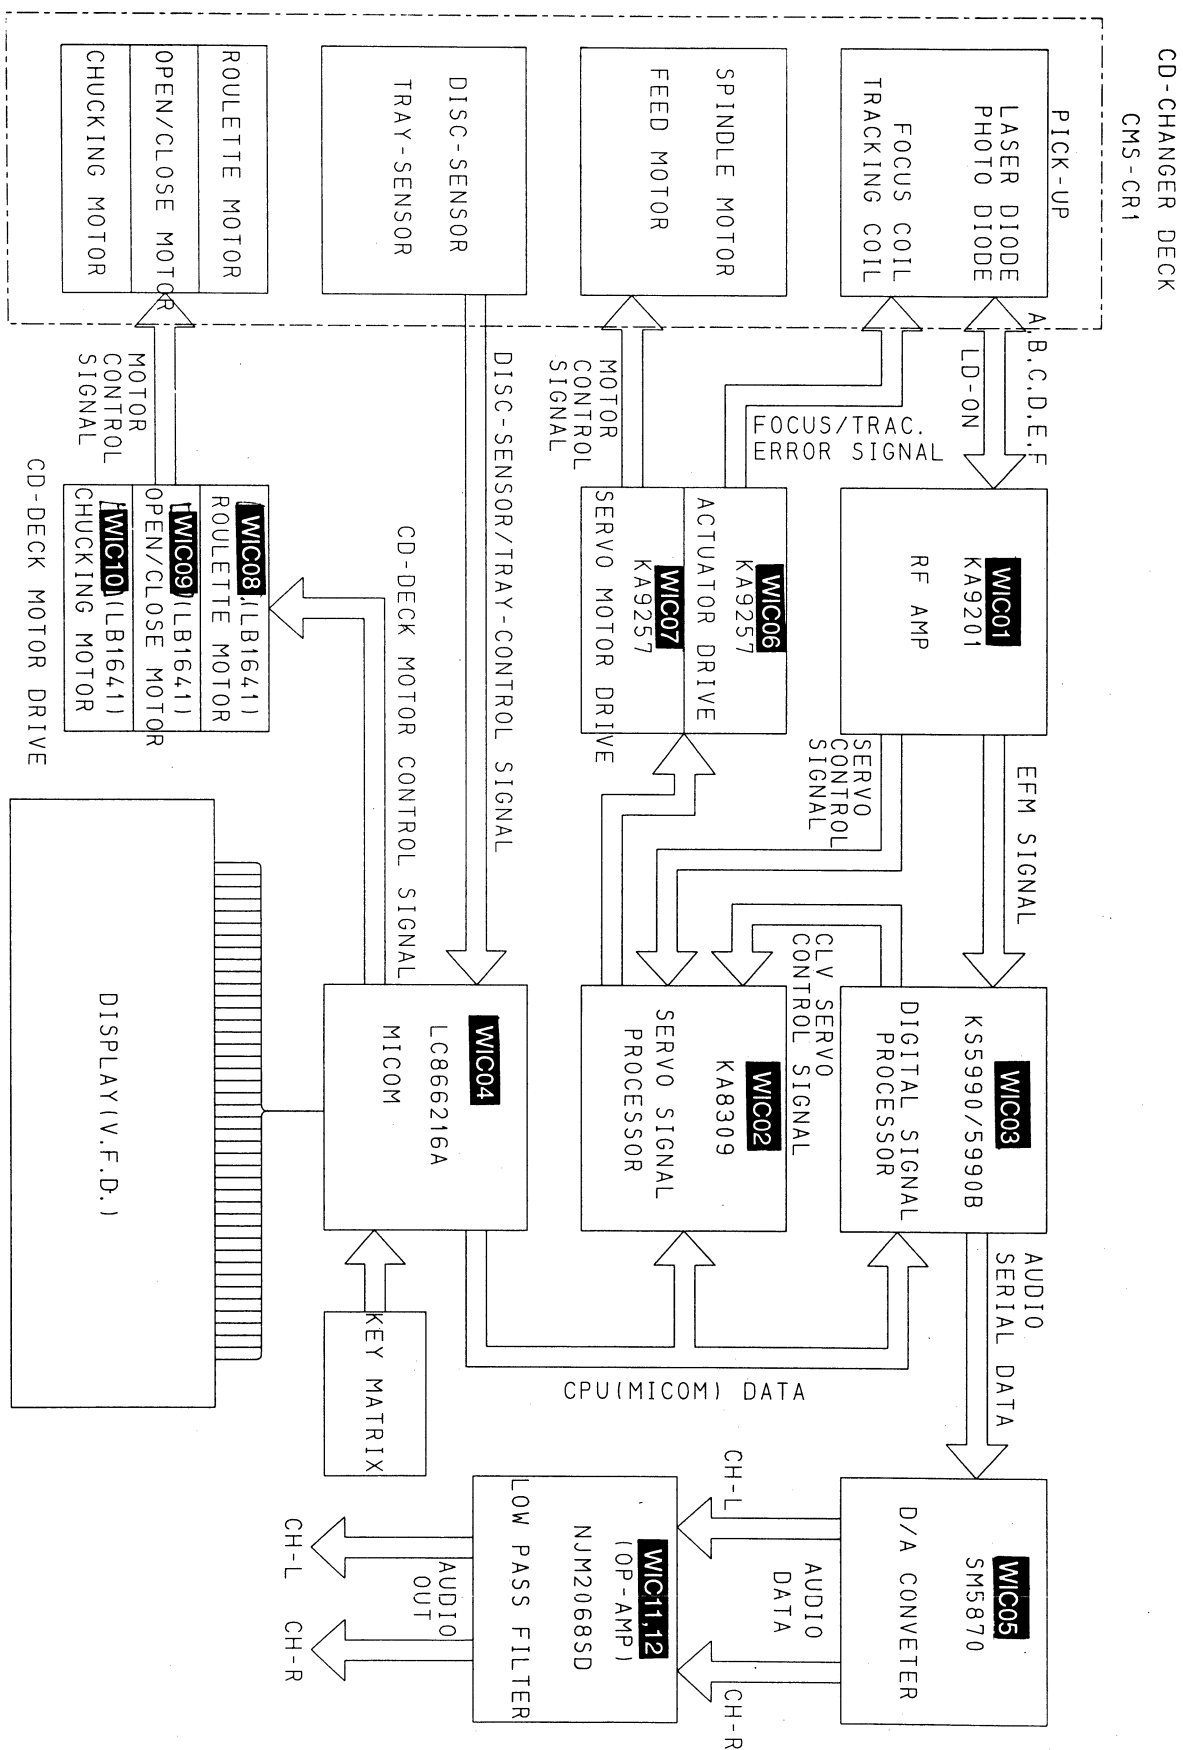 CD-CHANGER DECK
CMS-CR1
PICK-UP
LASER DIODE
PHOTO DIODE
FOCUS COIL
TRACKING COIL
A.B.C.D.E.F
LD-ON
WIC01
KA9201
RF AMP
EFM SIGNAL
SERVO
CONTROL
SIGNAL
WIC03
KS5990/5990B
DIGITAL SIGNAL
PROCESSOR
AUDIO
SERIAL DATA
WIC05
SM5870
D/A CONVETER
SPINDLE MOTOR
FEED MOTOR
MOTOR
CONTROL
SIGNAL
FOCUS/TRAC.
ERROR SIGNAL
WIC06
KA9257
ACTUATOR DRIVE
WIC07
KA9257
SERVO MOTOR DRIVE
CLV SERVO
CONTROL SIGNAL
WIC02
KA8309
SERVO SIGNAL
PROCESSOR
CPU(MICOM) DATA
CH-L
AUDIO
DATA
CH-R
WIC11,12
(OP-AMP)
NJM2068SD
LOW PASS FILTER
AUDIO
OUT
CH-L
CH-R
DISC-SENSOR
TRAY-SENSOR
DISC-SENSOR/TRAY-CONTROL SIGNAL
CD-DECK MOTOR CONTROL SIGNAL
WIC04
LC866216A
MICOM
KEY MATRIX
ROULETTE MOTOR
OPEN/CLOSE MOTOR
CHUCKING MOTOR
MOTOR
CONTROL
SIGNAL
WIC08 (LB1641)
ROULETTE MOTOR
WIC09 (LB1641)
OPEN/CLOSE MOTOR
WIC10 (LB1641)
CHUCKING MOTOR
CD-DECK MOTOR DRIVE
DISPLAY(V.F.D.)